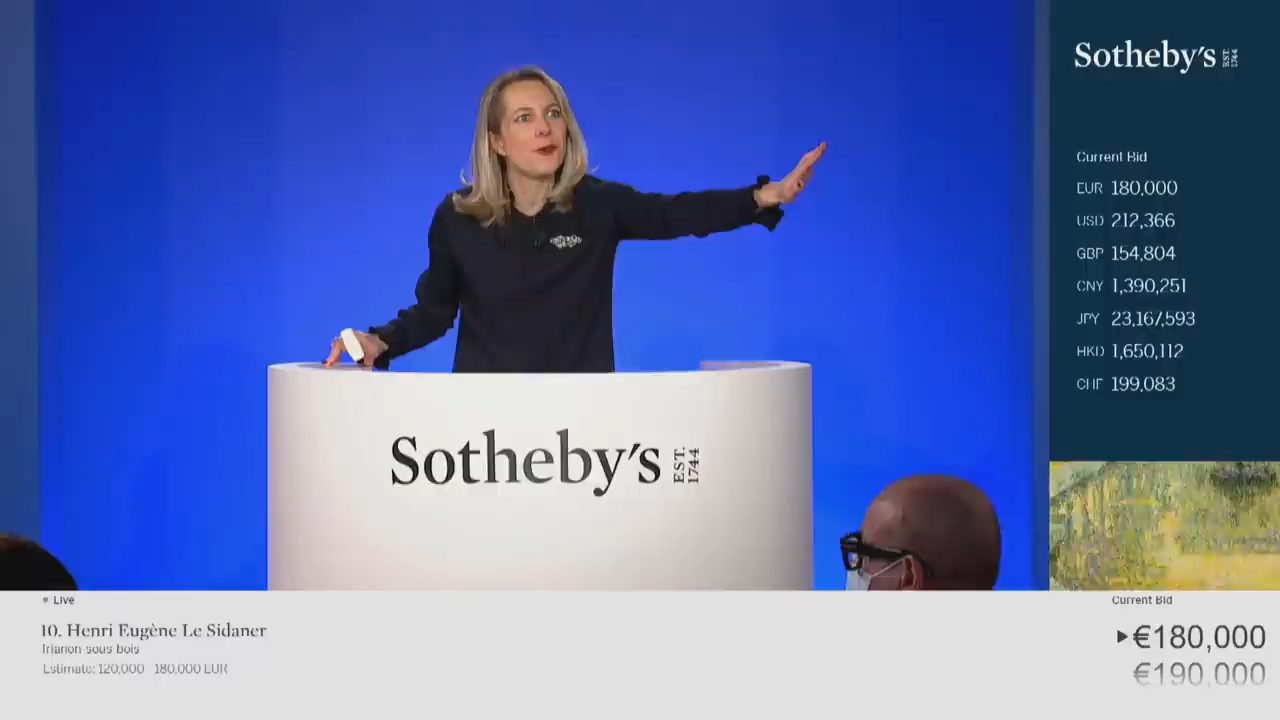 Sotheby's EST. 1744
Current Bid
EUR 180,000
USD 212,366
GBP 154,804
CNY 1,390,251
JPY 23,167,593
HKD 1,650,112
CHF 199,083
Sotheby's EST. 1744
Live
10. Henri Eugène Le Sidaner
Trianon sous bois
Estimate: 120,000 180,000 EUR
Current Bid
€180,000
€190,000